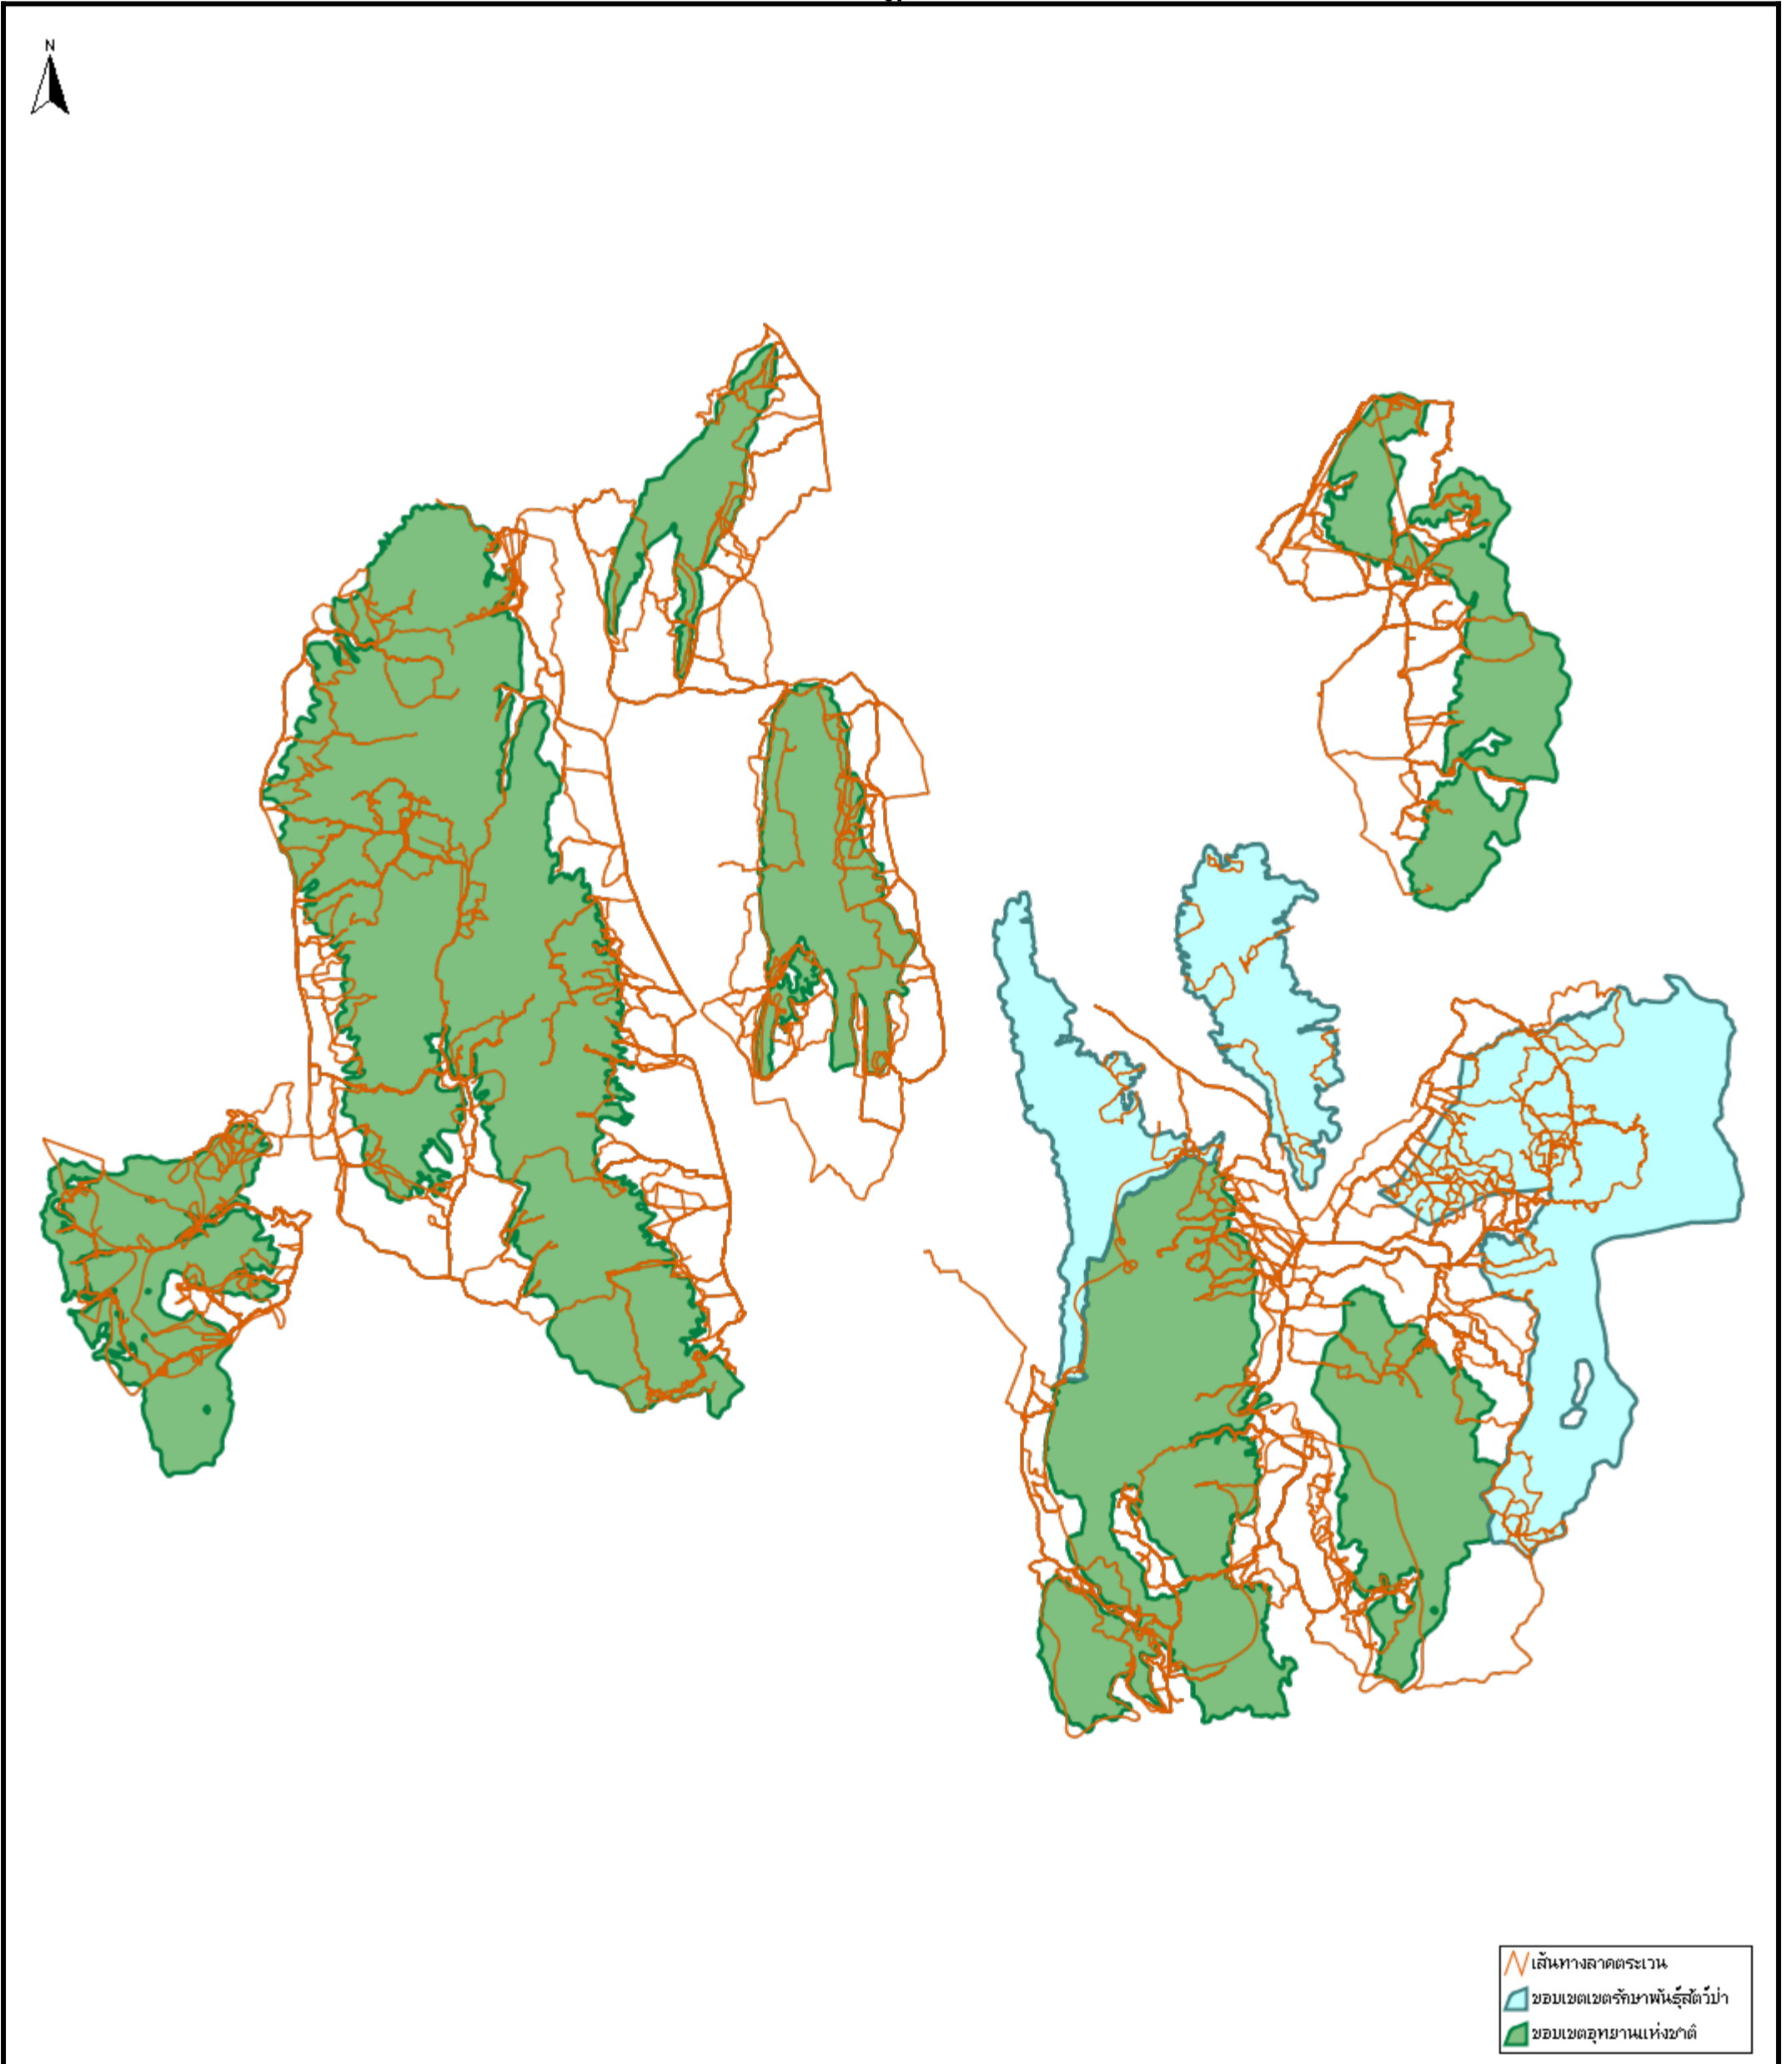 N
เส้นทางลาดตระเวน
ขอบเขตเขตรักษาพันธุ์สัตว์ป่า
ขอบเขตอุทยานแห่งชาติ